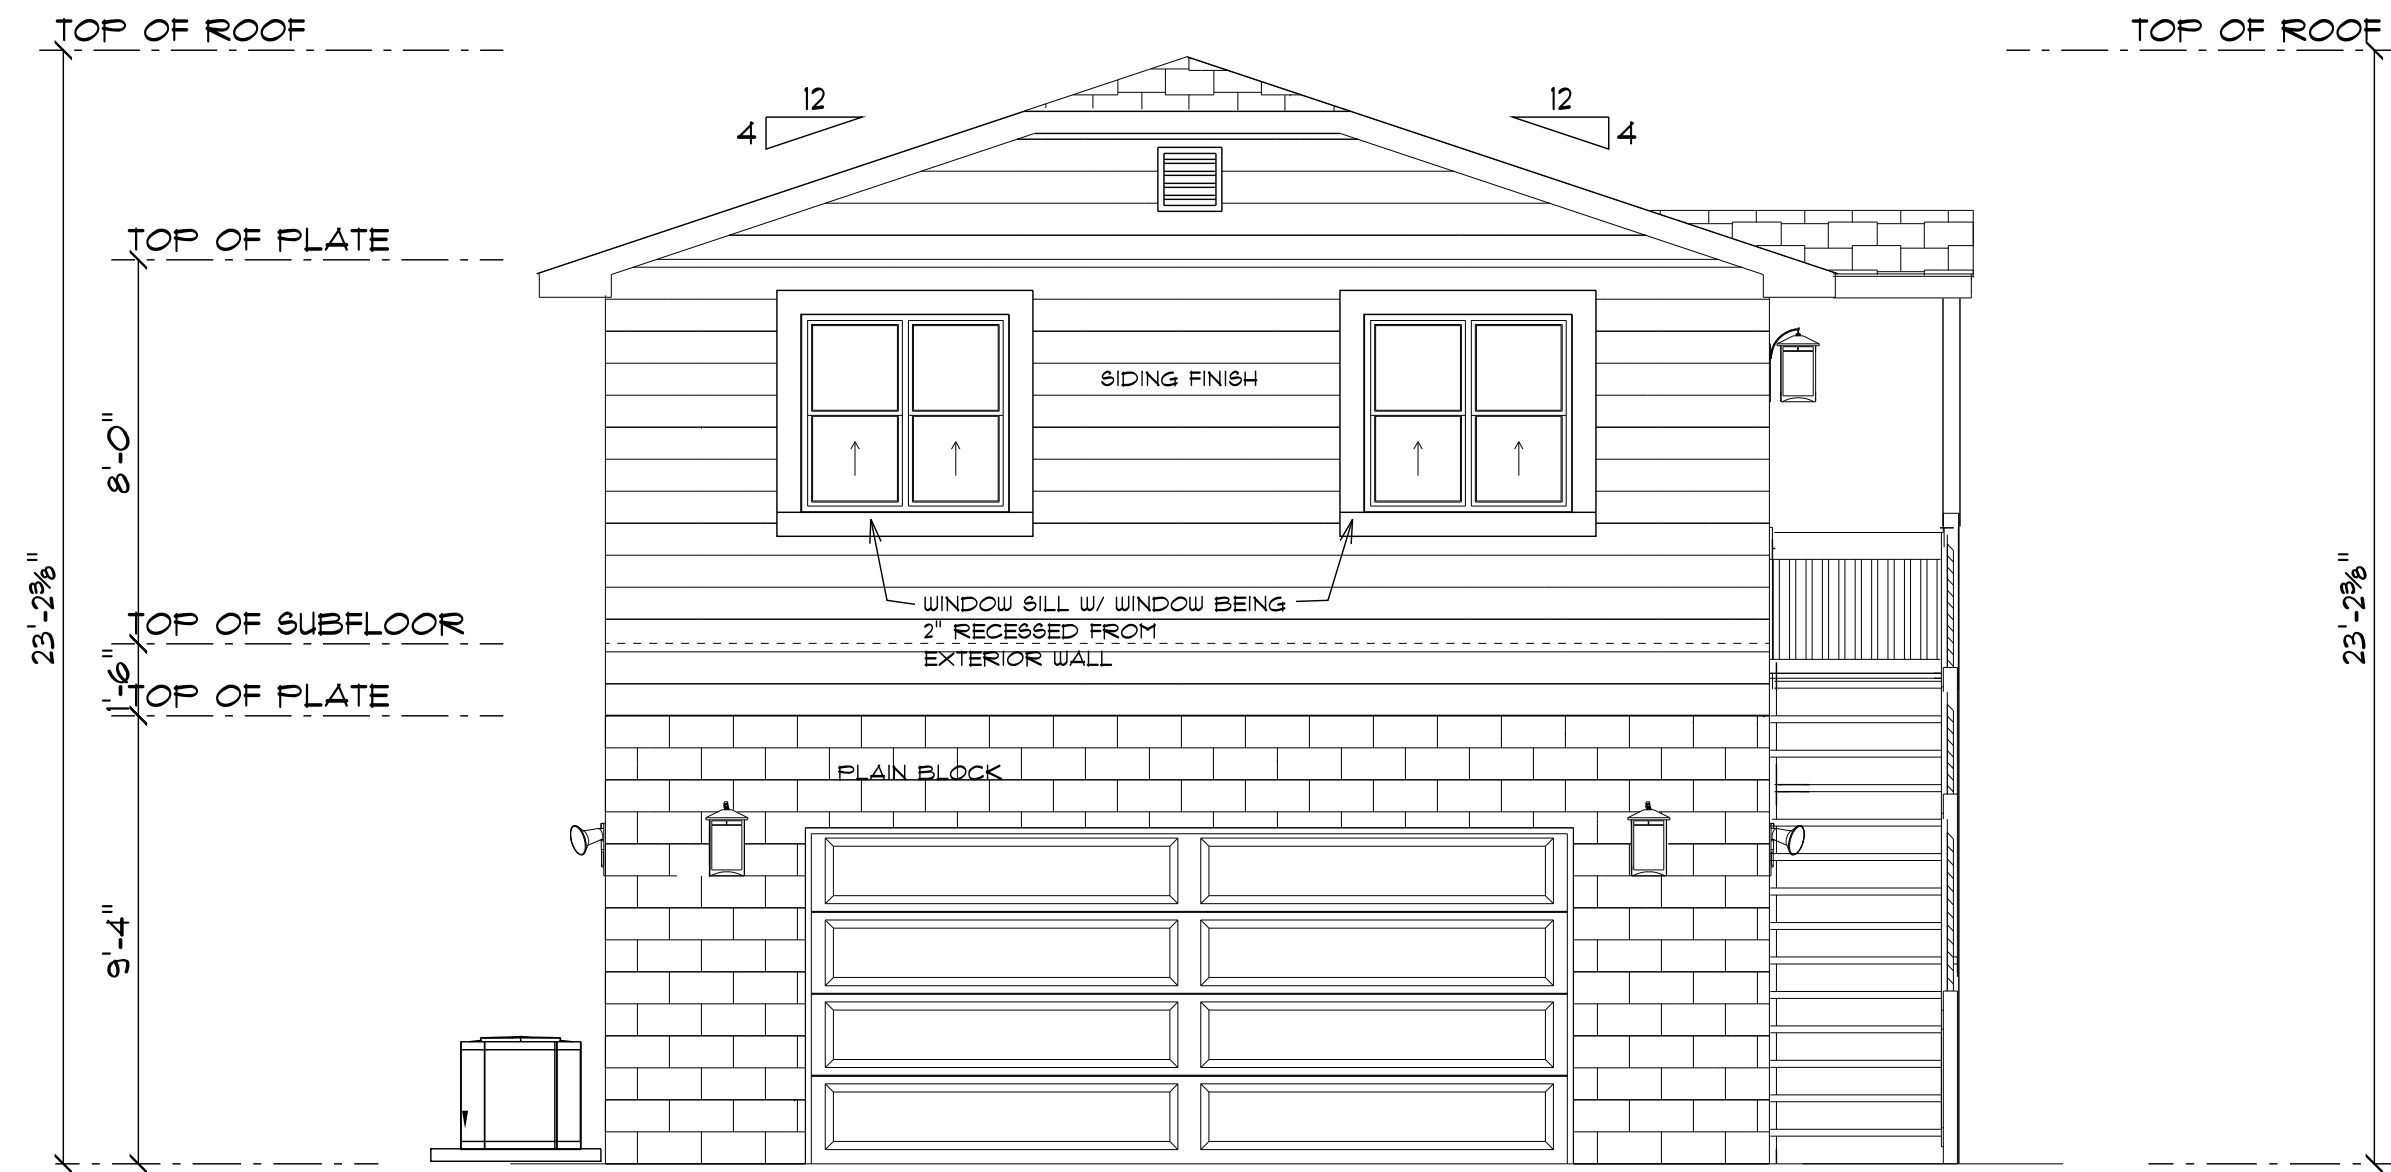 TOP OF ROOF
TOP OF ROOF
12
4
12
4
TOP OF PLATE
SIDING FINISH
8'-0"
23'-2⅜"
23'-2⅜"
WINDOW SILL W/ WINDOW BEING
2" RECESSED FROM
EXTERIOR WALL
TOP OF SUBFLOOR
1'-6"
TOP OF PLATE
PLAIN BLOCK
9'-4"